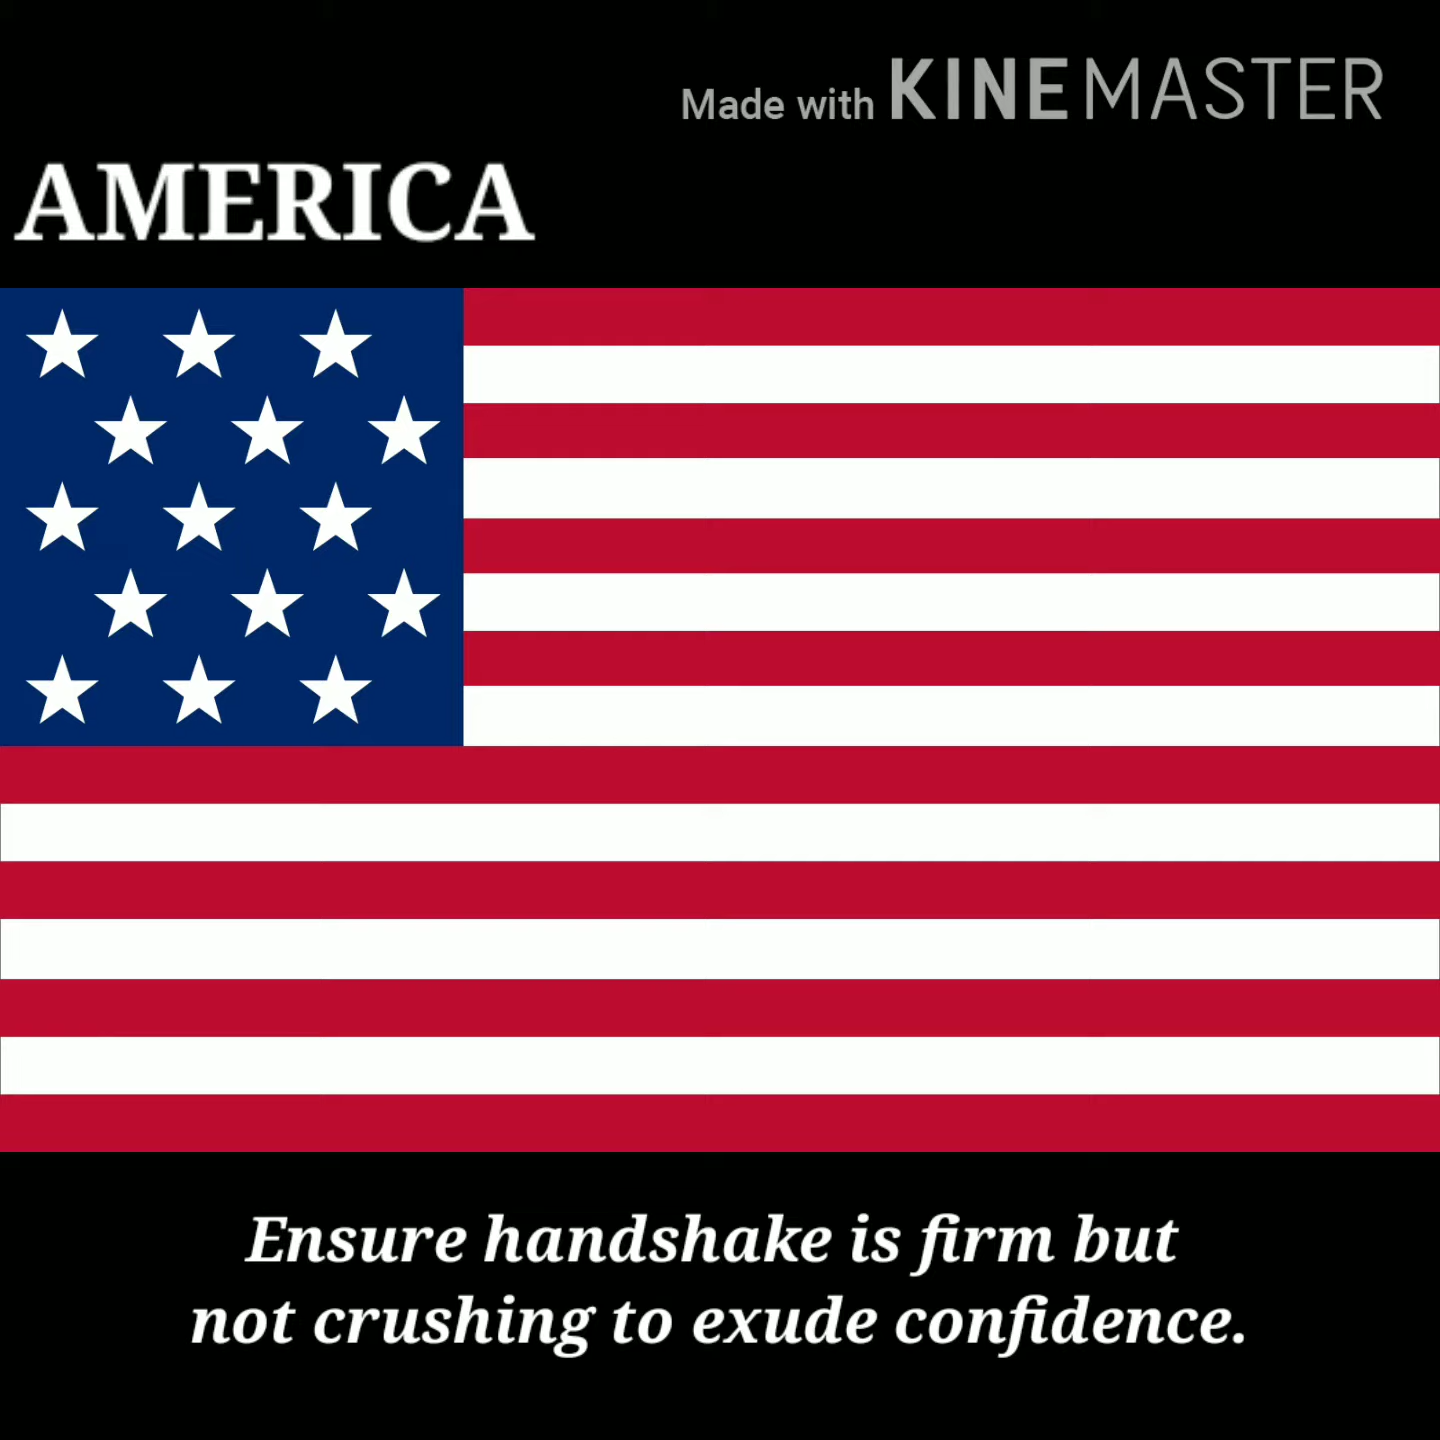 Made with KINEMASTER
AMERICA
Ensure handshake is firm but
not crushing to exude confidence.